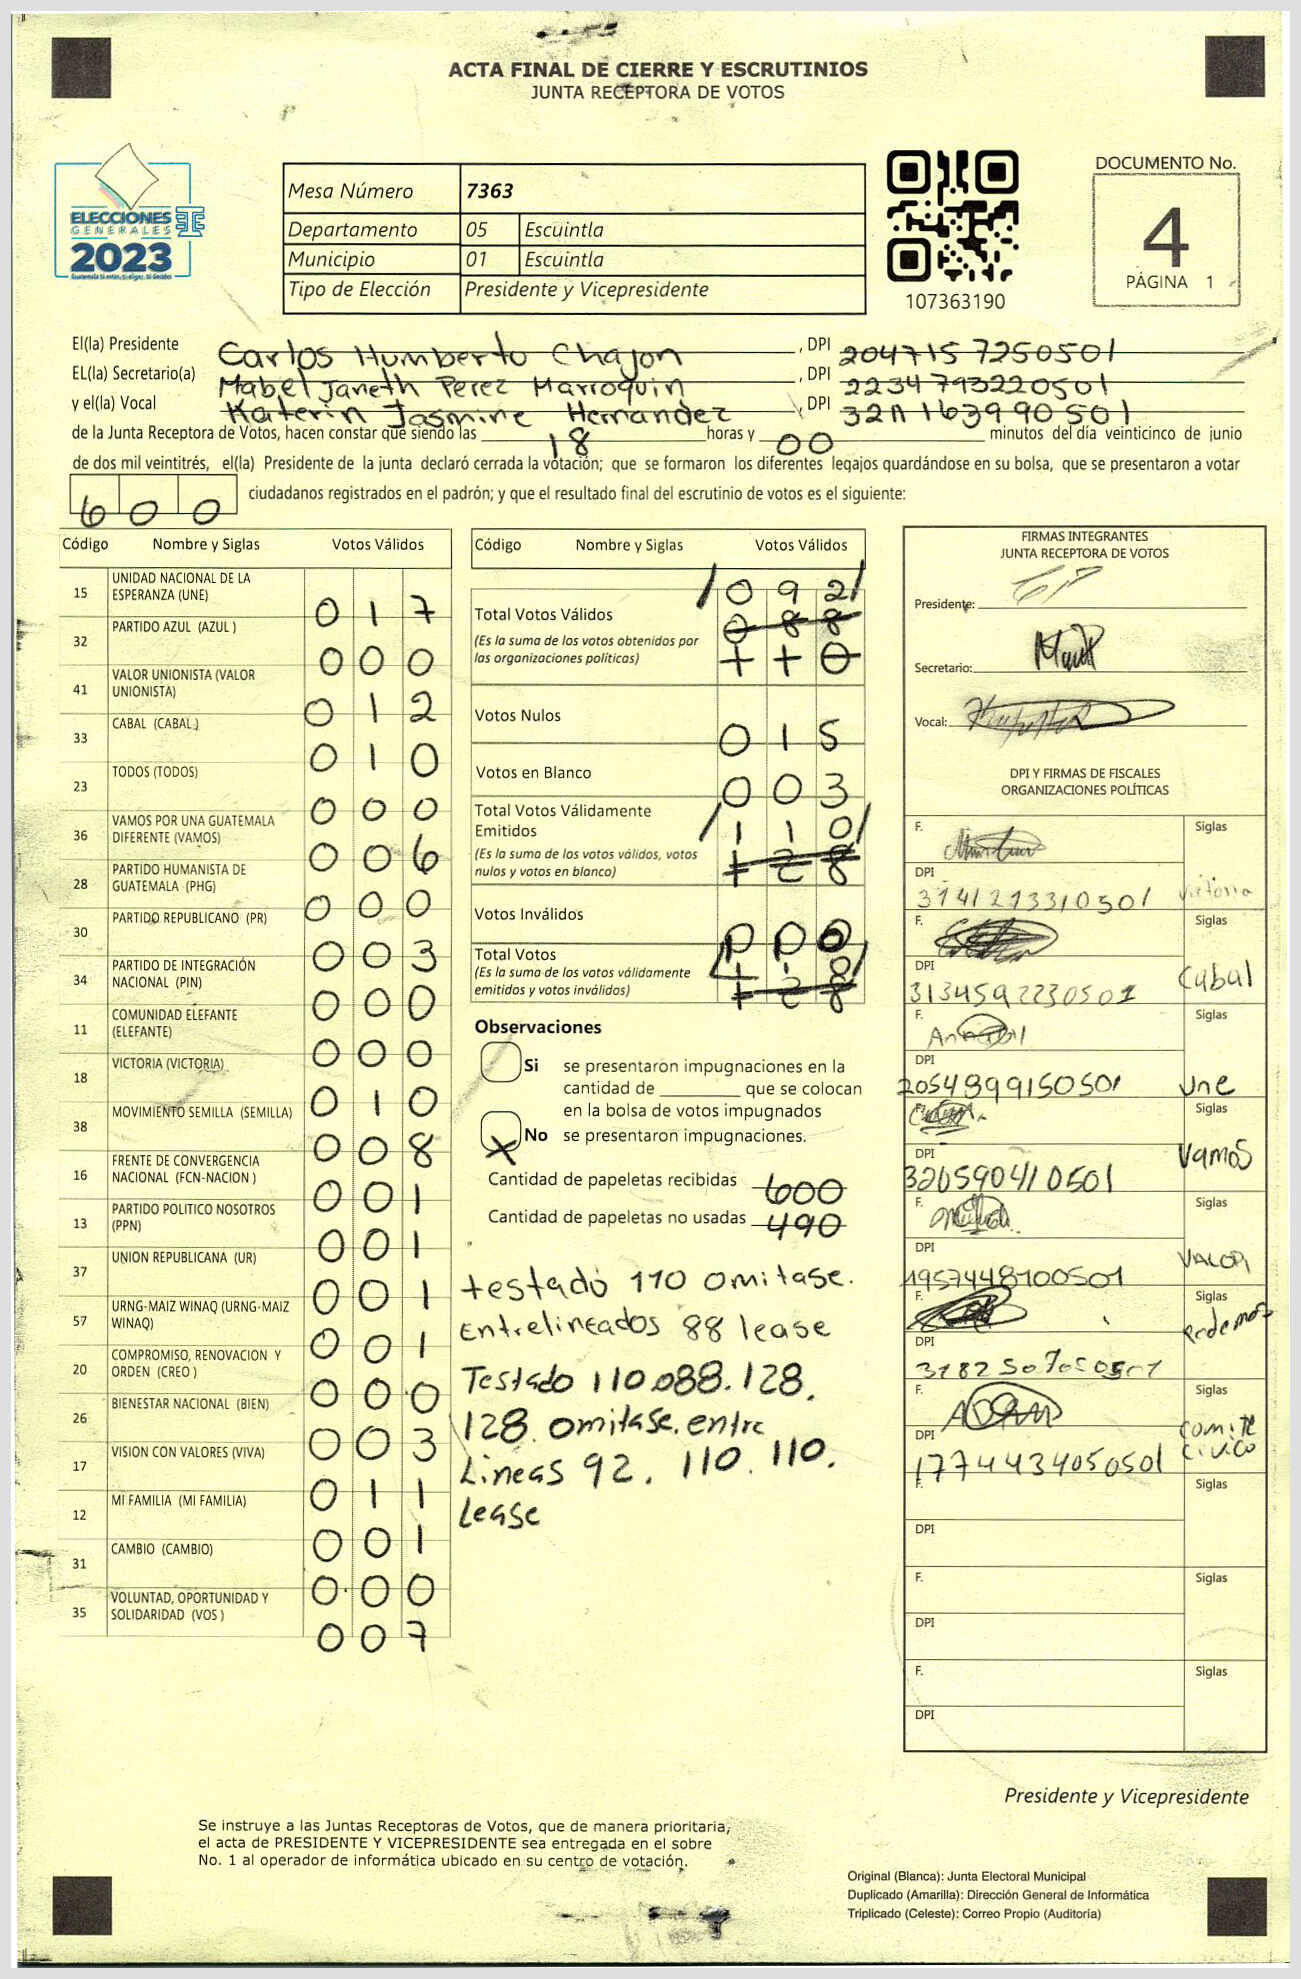 ACTA FINAL DE CIERRE Y ESCRUTINIOS
JUNTA RECEPTORA DE VOTOS
ELECCIONES
GENERALES
2023
Mesa Número 7363
Departamento 05 Escuintla
Municipio 01 Escuintla
Tipo de Elección Presidente y Vicepresidente
107363190
DOCUMENTO No.
4
PÁGINA 1
El(la) Presidente Carlos Humberto Chajon, DPI 2047157250501
EL(la) Secretario(a) Mabel Janeth Perez Marroquin, DPI 2234793220501
y el(la) Vocal Katerin Jasmine Hernandez, DPI 3211163990501
de la Junta Receptora de Votos, hacen constar que siendo las 18 horas y 00 minutos del día veinticinco de junio
de dos mil veintitrés, el(la) Presidente de la junta declaró cerrada la votación; que se formaron los diferentes legajos guardándose en su bolsa, que se presentaron a votar
600 ciudadanos registrados en el padrón; y que el resultado final del escrutinio de votos es el siguiente:
Código Nombre y Siglas Votos Válidos
15 UNIDAD NACIONAL DE LA ESPERANZA (UNE) 017
32 PARTIDO AZUL (AZUL ) 000
41 VALOR UNIONISTA (VALOR UNIONISTA) 012
33 CABAL (CABAL ) 010
23 TODOS (TODOS) 000
36 VAMOS POR UNA GUATEMALA DIFERENTE (VAMOS) 006
28 PARTIDO HUMANISTA DE GUATEMALA (PHG) 000
30 PARTIDO REPUBLICANO (PR) 003
34 PARTIDO DE INTEGRACIÓN NACIONAL (PIN) 000
11 COMUNIDAD ELEFANTE (ELEFANTE) 000
18 VICTORIA (VICTORIA) 010
38 MOVIMIENTO SEMILLA (SEMILLA) 008
16 FRENTE DE CONVERGENCIA NACIONAL (FCN-NACION ) 001
13 PARTIDO POLITICO NOSOTROS (PPN) 001
37 UNION REPUBLICANA (UR) 001
57 URNG-MAIZ WINAQ (URNG-MAIZ WINAQ) 001
20 COMPROMISO, RENOVACION Y ORDEN (CREO ) 000
26 BIENESTAR NACIONAL (BIEN) 003
17 VISION CON VALORES (VIVA) 011
12 MI FAMILIA (MI FAMILIA) 001
31 CAMBIO (CAMBIO) 000
35 VOLUNTAD, OPORTUNIDAD Y SOLIDARIDAD (VOS ) 007
Código Nombre y Siglas Votos Válidos
Total Votos Válidos /092/
088
(Es la suma de los votos obtenidos por
las organizaciones políticas) 110
Votos Nulos 015
Votos en Blanco 003
Total Votos Válidamente
Emitidos /110/
(Es la suma de los votos válidos, votos
nulos y votos en blanco) 128
Votos Inválidos 000
Total Votos /110/
(Es la suma de los votos válidamente
emitidos y votos inválidos) 128
Observaciones
Si se presentaron impugnaciones en la
cantidad de ________ que se colocan
en la bolsa de votos impugnados
X No se presentaron impugnaciones.
Cantidad de papeletas recibidas 600
Cantidad de papeletas no usadas 490
testado 110 omitase.
Entrelineados 88 lease
Testado 110.088.128.
128. omitase. entre
Lineas 92. 110. 110.
Lease
FIRMAS INTEGRANTES
JUNTA RECEPTORA DE VOTOS
Presidente:
Secretario:
Vocal:
DPI Y FIRMAS DE FISCALES
ORGANIZACIONES POLÍTICAS
F. Siglas
DPI 3141213310501 Victoria
F. Siglas
DPI 3134592230501 Cabal
F. Siglas
DPI 2054899150501 Une
F. Siglas
DPI 320590410501 Vamos
F. Siglas
DPI 1957448100501 VALOR
F. Siglas
DPI Podemos
F. Siglas
DPI 1774434050501 comite civico
F. Siglas
DPI
F. Siglas
DPI
F. Siglas
DPI
Presidente y Vicepresidente
Se instruye a las Juntas Receptoras de Votos, que de manera prioritaria,
el acta de PRESIDENTE Y VICEPRESIDENTE sea entregada en el sobre
No. 1 al operador de informática ubicado en su centro de votación.
Original (Blanca): Junta Electoral Municipal
Duplicado (Amarilla): Dirección General de Informática
Triplicado (Celeste): Correo Propio (Auditoría)